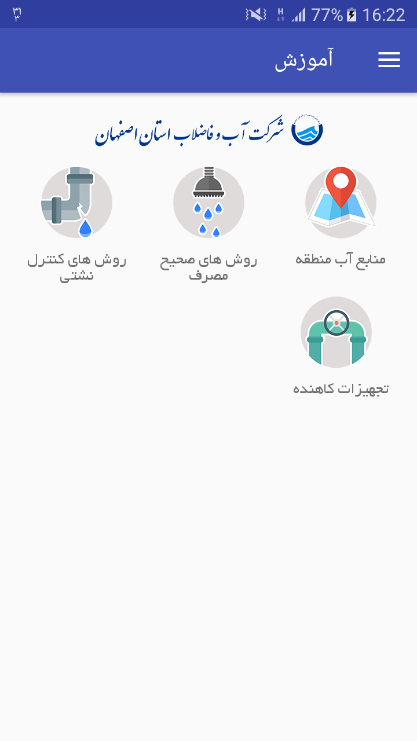 77% 16:22
آموزش
شرکت آب و فاضلاب استان اصفهان
منابع آب منطقه
روش های صحیح
مصرف
روش های کنترل
نشتی
تجهیزات کاهنده